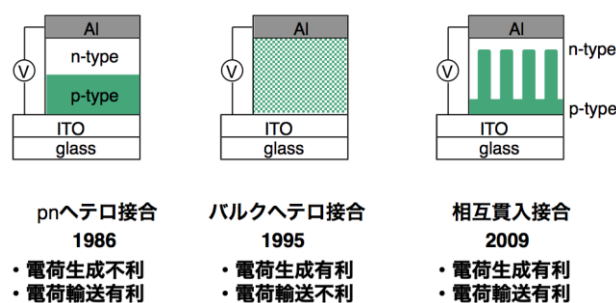 Al
n-type
p-type
V
ITO
glass
pnヘテロ接合
1986
・電荷生成不利
・電荷輸送有利
Al
V
ITO
glass
バルクヘテロ接合
1995
・電荷生成有利
・電荷輸送不利
Al
n-type
p-type
V
ITO
glass
相互貫入接合
2009
・電荷生成有利
・電荷輸送有利